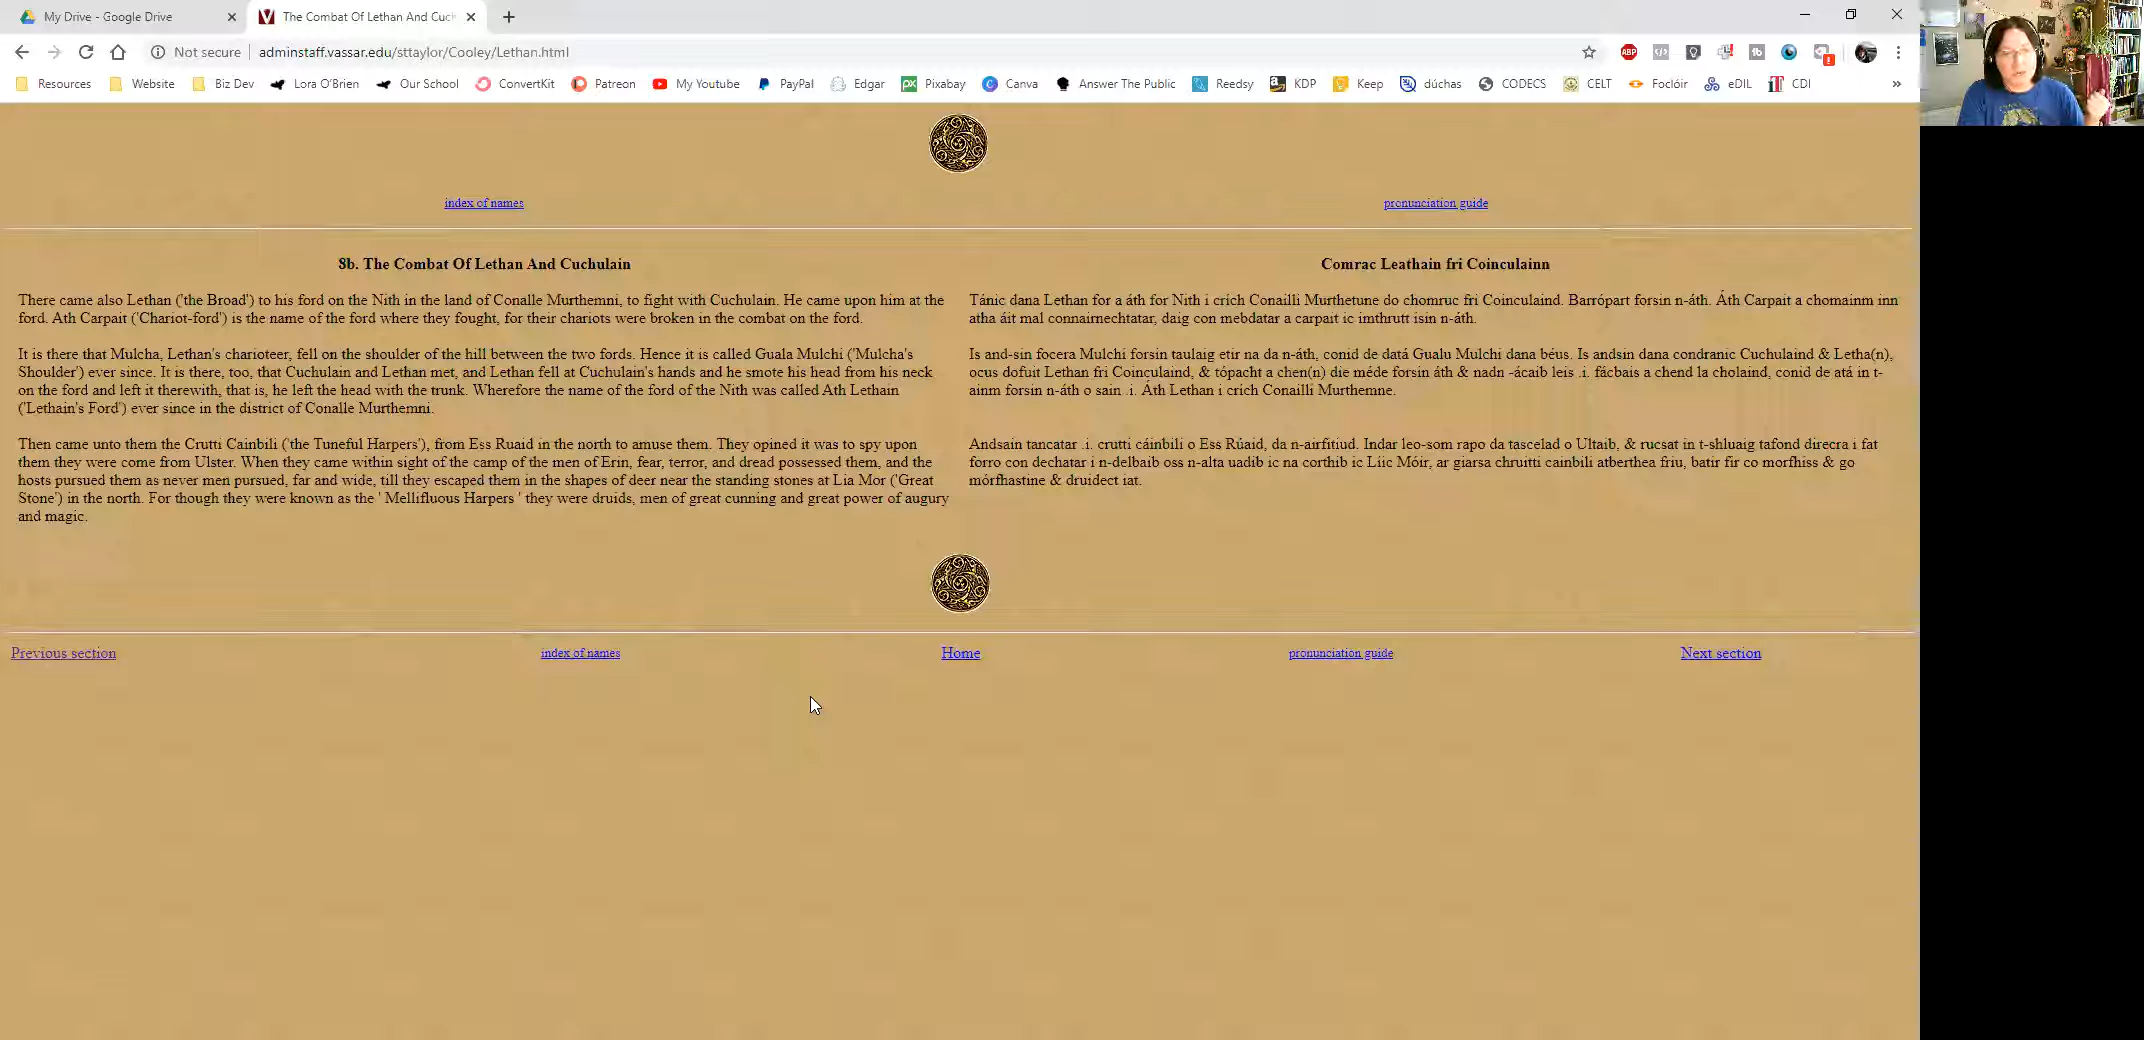 My Drive - Google Drive
The Combat Of Lethan And Cuch
Not secure
adminstaff.vassar.edu/sttaylor/Cooley/Lethan.html
ABP
Resources
Website
Biz Dev
Lora O'Brien
Our School
ConvertKit
Patreon
My Youtube
PayPal
Edgar
Pixabay
Canva
Answer The Public
Reedsy
KDP
Keep
dúchas
CODECS
CELT
Foclóir
eDIL
CDI
index of names
pronunciation guide
8b. The Combat Of Lethan And Cuchulain
There came also Lethan ('the Broad') to his ford on the Nith in the land of Conalle Murthemni, to fight with Cuchulain. He came upon him at the
ford. Ath Carpait ('Chariot-ford') is the name of the ford where they fought, for their chariots were broken in the combat on the ford.
It is there that Mulcha, Lethan's charioteer, fell on the shoulder of the hill between the two fords. Hence it is called Guala Mulchi ('Mulcha's
Shoulder') ever since. It is there, too, that Cuchulain and Lethan met, and Lethan fell at Cuchulain's hands and he smote his head from his neck
on the ford and left it therewith, that is, he left the head with the trunk. Wherefore the name of the ford of the Nith was called Ath Lethain
('Lethain's Ford') ever since in the district of Conalle Murthemni.
Then came unto them the Crutti Cainbili ('the Tuneful Harpers'), from Ess Ruaid in the north to amuse them. They opined it was to spy upon
them they were come from Ulster. When they came within sight of the camp of the men of Erin, fear, terror, and dread possessed them, and the
hosts pursued them as never men pursued, far and wide, till they escaped them in the shapes of deer near the standing stones at Lia Mor ('Great
Stone') in the north. For though they were known as the ' Mellifluous Harpers ' they were druids, men of great cunning and great power of augury
and magic.
Comrac Leathain fri Coinculainn
Tánic dana Lethan for a áth for Nith i crích Conailli Murthetune do chomruc fri Coinculaind. Barrópart forsin n-áth. Áth Carpait a chomainm inn
atha áit mal connairnechtatar, daig con mebdatar a carpait ic imthrutt isin n-áth.
Is and-sin focera Mulchi forsin taulaig etir na da n-áth, conid de datá Gualu Mulchi dana béus. Is andsin dana condranic Cuchulaind & Letha(n),
ocus dofuit Lethan fri Coinculaind, & tópacht a chen(n) die méde forsin áth & nadn -ácaib leis .i. fácbais a chend la cholaind, conid de atá in t-
ainm forsin n-áth o sain .i. Áth Lethan i crich Conailli Murthemne.
Andsain tancatar .i. crutti cáinbili o Ess Rúaid, da n-airfitiud. Indar leo-som rapo da tascelad o Ultaib, & rucsat in t-shluaig tafond direcra i fat
forro con dechatar i n-delbaib oss n-alta uadib ic na corthib ic Líic Móir, ar giarsa chruitti cainbili atberthea friu, batir fir co morfhiss & go
mórfhastine & druidect iat.
Previous section
index of names
Home
pronunciation guide
Next section